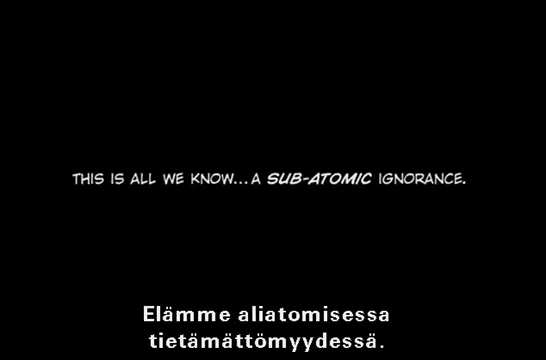 THIS IS ALL WE KNOW...A SUB-ATOMIC IGNORANCE.
Elämme aliatomisessa
tietämättömyydessä.